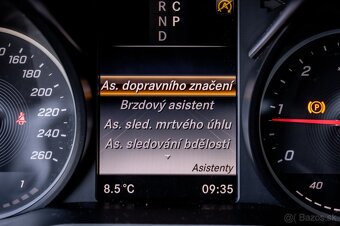 R C
N P
D
As. dopravního značení
Brzdový asistent
As. sled. mrtvého úhlu
As. sledování bdělosti
Asistenty
8.5°C 09:35
160
180
200
220
240
260
1
2
1
0
40
Bazos.sk